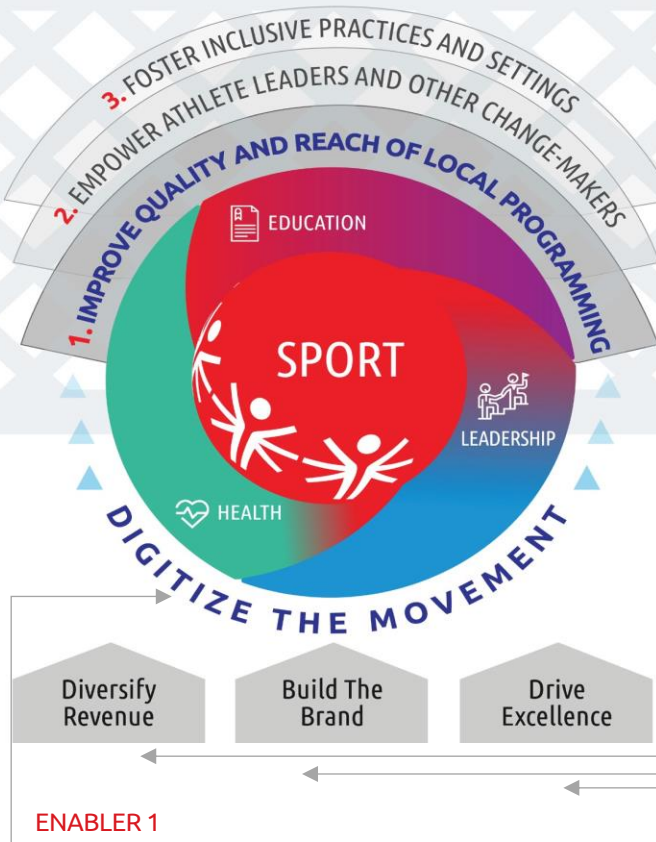 3. FOSTER INCLUSIVE PRACTICES AND SETTINGS
2. EMPOWER ATHLETE LEADERS AND OTHER CHANGE-MAKERS
1. IMPROVE QUALITY AND REACH OF LOCAL PROGRAMMING
EDUCATION
SPORT
LEADERSHIP
HEALTH
DIGITIZE THE MOVEMENT
Diversify
Revenue
Build The
Brand
Drive
Excellence
ENABLER 1